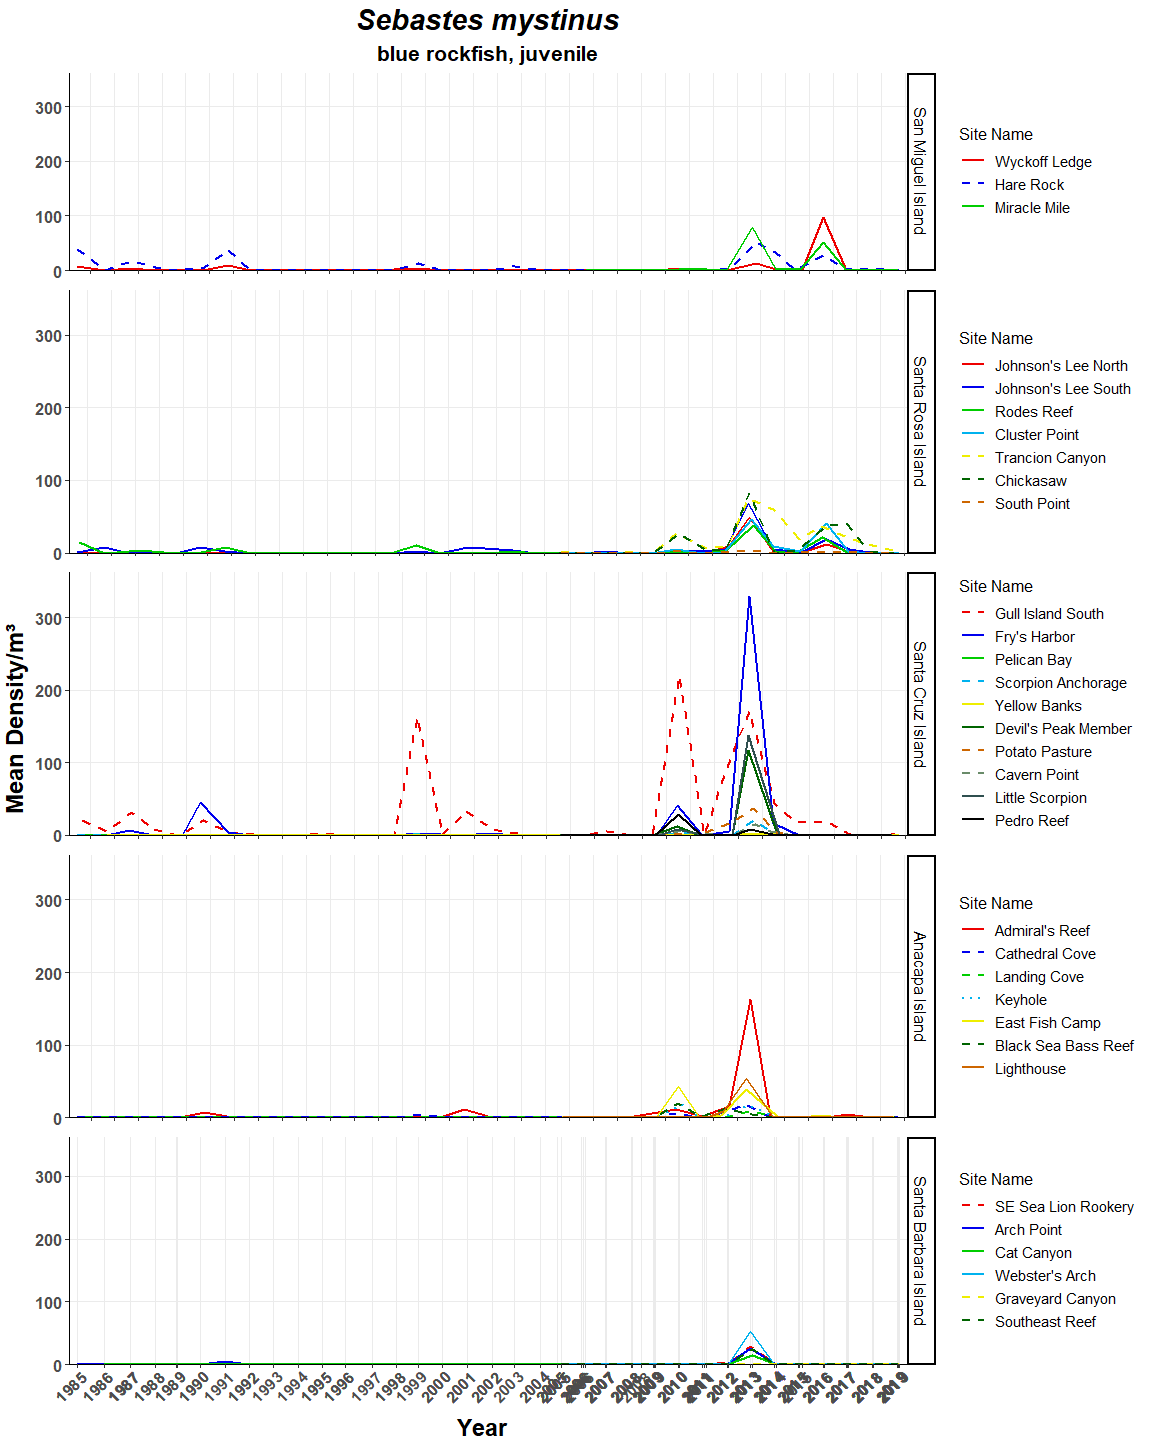 Sebastes mystinus
blue rockfish, juvenile
Mean Density/m³
300
200
100
0
San Miguel Island
Site Name
Wyckoff Ledge
Hare Rock
Miracle Mile
300
200
100
0
Santa Rosa Island
Site Name
Johnson's Lee North
Johnson's Lee South
Rodes Reef
Cluster Point
Trancion Canyon
Chickasaw
South Point
300
200
100
0
Santa Cruz Island
Site Name
Gull Island South
Fry's Harbor
Pelican Bay
Scorpion Anchorage
Yellow Banks
Devil's Peak Member
Potato Pasture
Cavern Point
Little Scorpion
Pedro Reef
300
200
100
0
Anacapa Island
Site Name
Admiral's Reef
Cathedral Cove
Landing Cove
Keyhole
East Fish Camp
Black Sea Bass Reef
Lighthouse
300
200
100
0
Santa Barbara Island
Site Name
SE Sea Lion Rookery
Arch Point
Cat Canyon
Webster's Arch
Graveyard Canyon
Southeast Reef
1985 1986 1987 1988 1989 1990 1991 1992 1993 1994 1995 1996 1997 1998 1999 2000 2001 2002 2003 2004 2005 2006 2007 2008 2009 2010 2011 2012 2013 2014 2015 2016 2017 2018 2019
Year